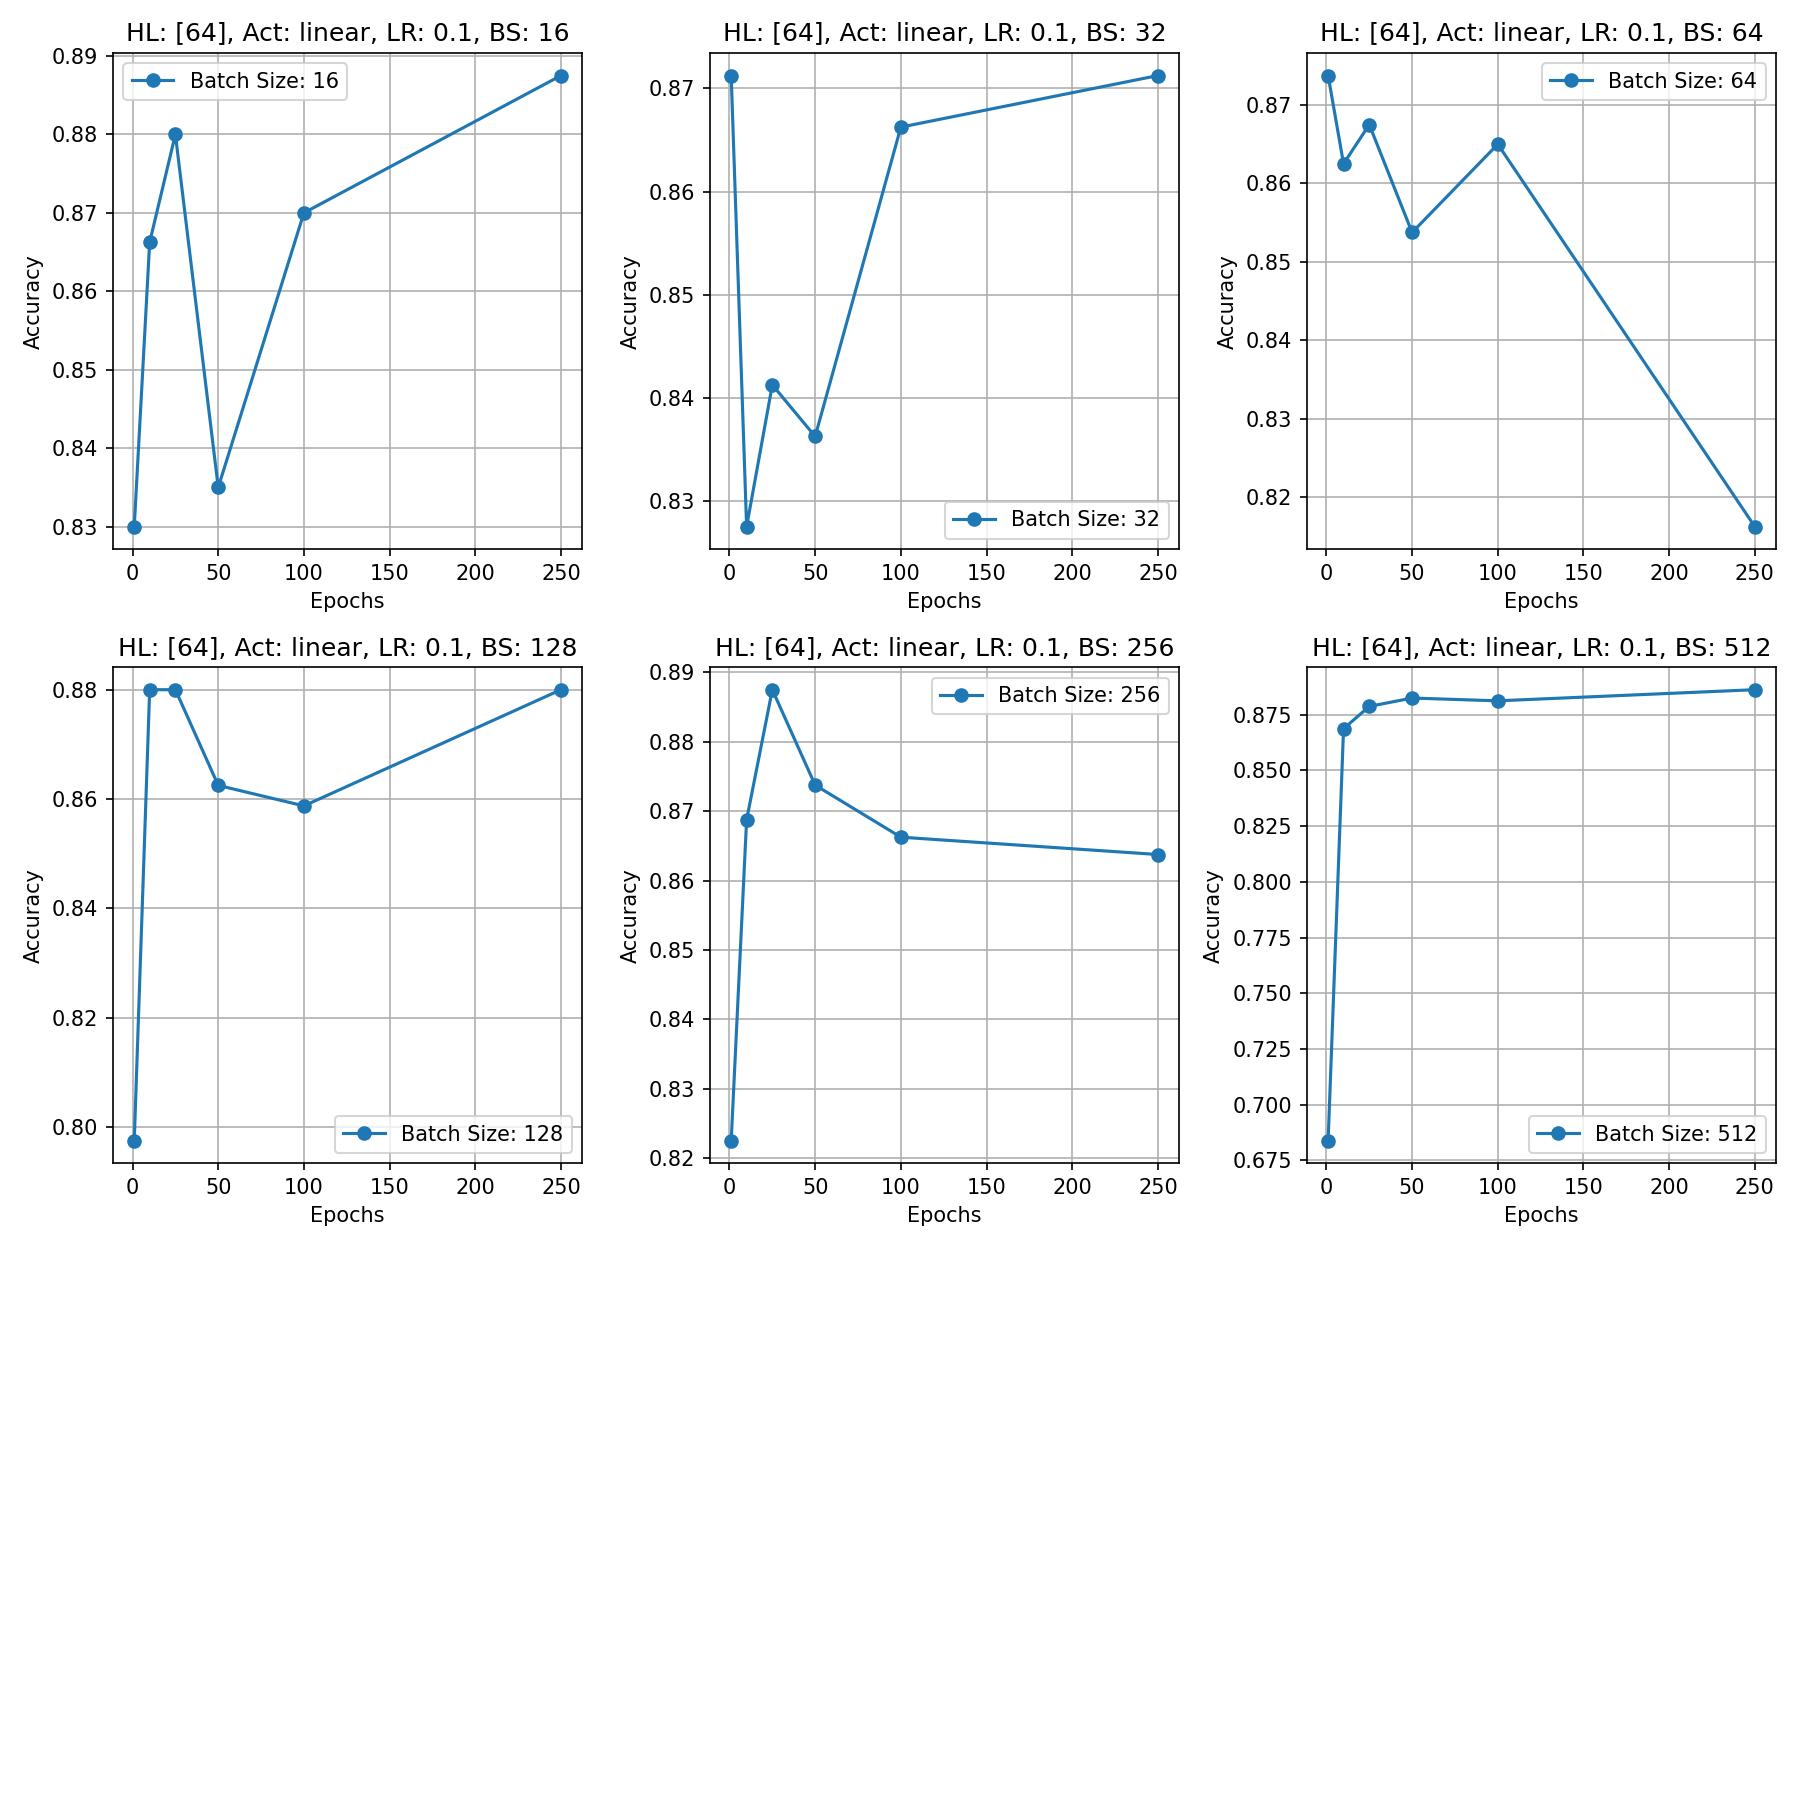 HL: [64], Act: linear, LR: 0.1, BS: 16
0.89
0.88
0.87
0.86
0.85
0.84
0.83
Accuracy
Batch Size: 16
0 50 100 150 200 250
Epochs
HL: [64], Act: linear, LR: 0.1, BS: 32
0.87
0.86
0.85
0.84
0.83
Accuracy
Batch Size: 32
0 50 100 150 200 250
Epochs
HL: [64], Act: linear, LR: 0.1, BS: 64
0.87
0.86
0.85
0.84
0.83
0.82
Accuracy
Batch Size: 64
0 50 100 150 200 250
Epochs
HL: [64], Act: linear, LR: 0.1, BS: 128
0.88
0.86
0.84
0.82
0.80
Accuracy
Batch Size: 128
0 50 100 150 200 250
Epochs
HL: [64], Act: linear, LR: 0.1, BS: 256
0.89
0.88
0.87
0.86
0.85
0.84
0.83
0.82
Accuracy
Batch Size: 256
0 50 100 150 200 250
Epochs
HL: [64], Act: linear, LR: 0.1, BS: 512
0.875
0.850
0.825
0.800
0.775
0.750
0.725
0.700
0.675
Accuracy
Batch Size: 512
0 50 100 150 200 250
Epochs